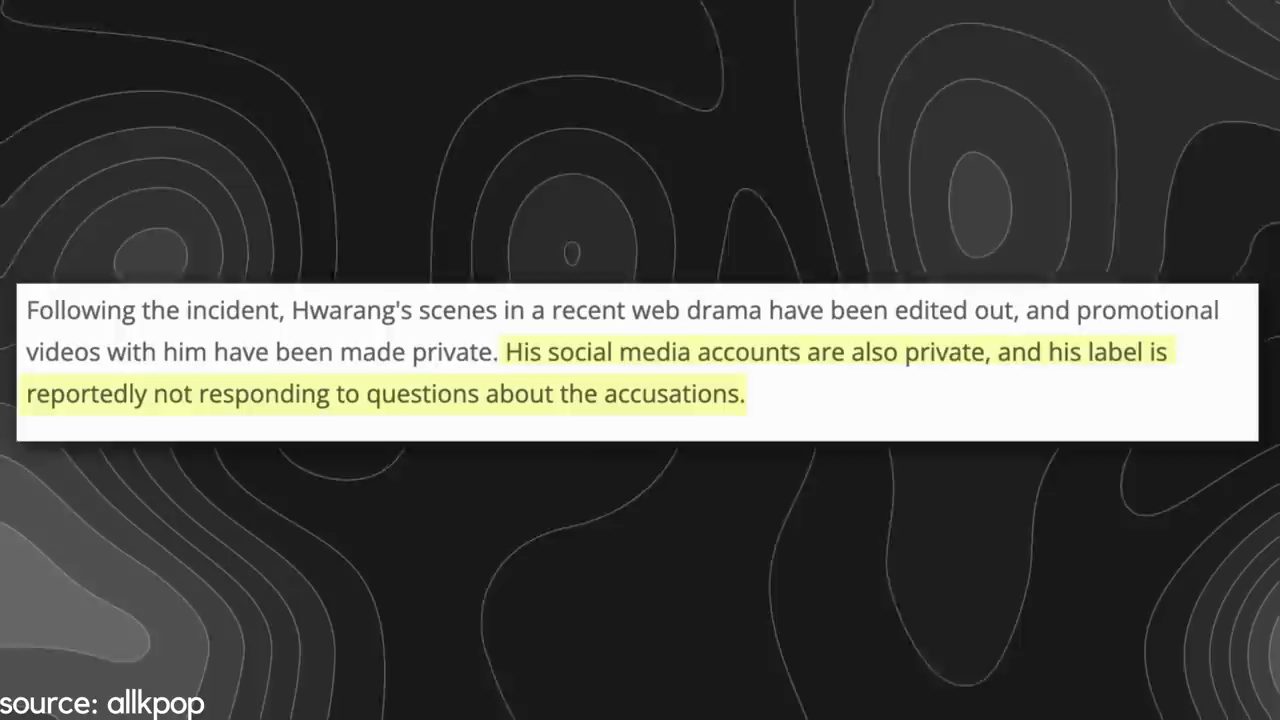 Following the incident, Hwarang's scenes in a recent web drama have been edited out, and promotional
videos with him have been made private. His social media accounts are also private, and his label is
reportedly not responding to questions about the accusations.
source: allkpop